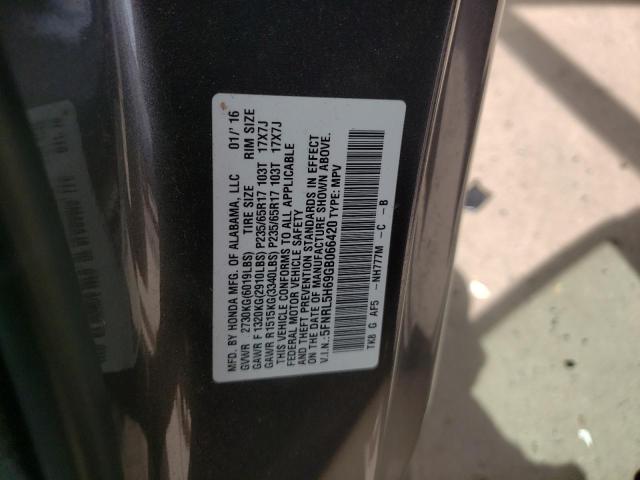 MFD. BY HONDA MFG. OF ALABAMA, LLC 01/16
GVWR 2730KG(6019LBS) TIRE SIZE RIM SIZE
GAWR F 1320KG(2910LBS) P235/65R17 103T 17X7J
GAWR R1515KG(3340LBS) P235/65R17 103T 17X7J
THIS VEHICLE CONFORMS TO ALL APPLICABLE
FEDERAL MOTOR VEHICLE SAFETY
AND THEFT PREVENTION STANDARDS IN EFFECT
ON THE DATE OF MANUFACTURE SHOWN ABOVE.
V.I.N.:5FNRL5H69GB066420 TYPE: MPV
TK8 G AF5 -NH777M -C -B